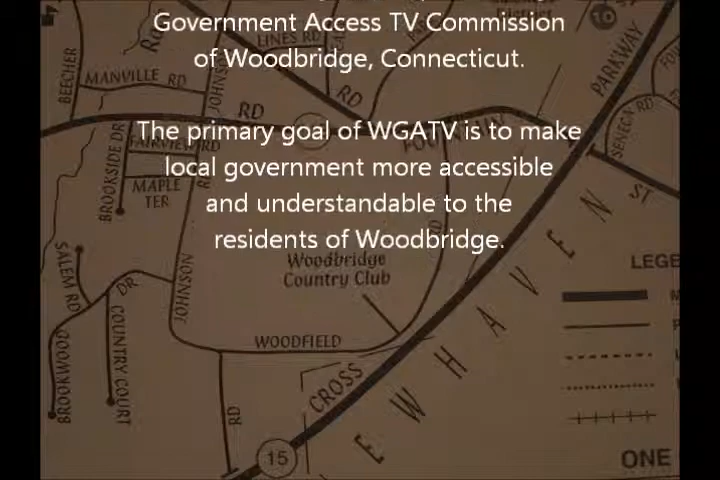 Government Access TV Commission
of Woodbridge, Connecticut.
The primary goal of WGATV is to make
local government more accessible
and understandable to the
residents of Woodbridge.
10
PARKWAY
BEECHER
LINES RD
MANVILLE RD
RD
RD
SENECA RD
FAIRVIEW RD
BROOKSIDE DR
MAPLE
TER
ST
Woodbridge
Country Club
SALEM RD
DR
JOHNSON
COUNTRY COURT
BROOKWOOD
WOODFIELD
RD
CROSS
15
E W H A V E N
LEGE
ONE